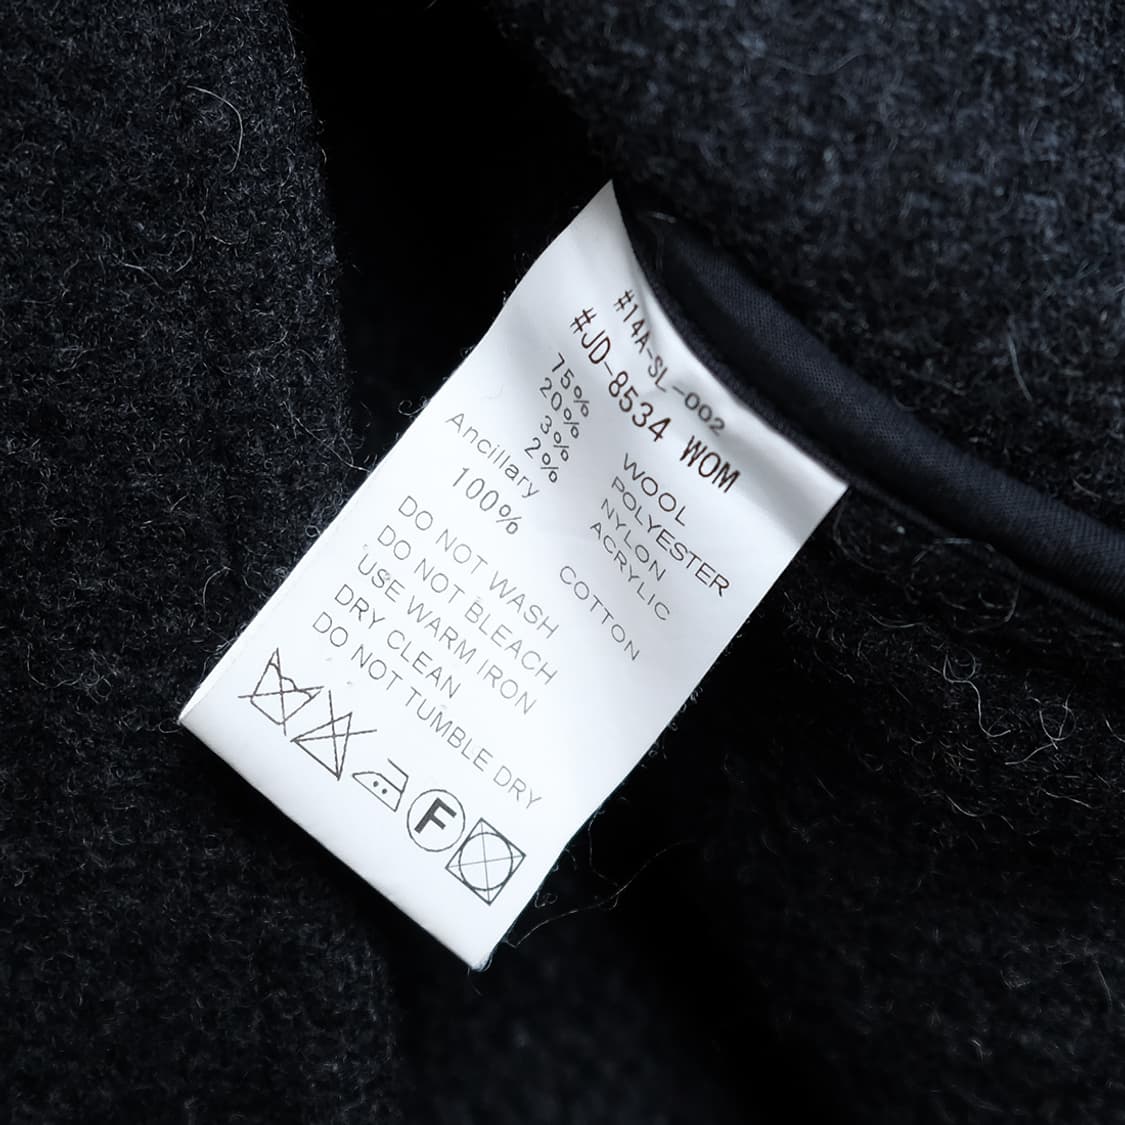 #14A-SL-002
#JD-8534 WOM
75% WOOL
20% POLYESTER
3% NYLON
2% ACRYLIC
Ancillary
100% COTTON
DO NOT WASH
DO NOT BLEACH
USE WARM IRON
DRY CLEAN
DO NOT TUMBLE DRY
F